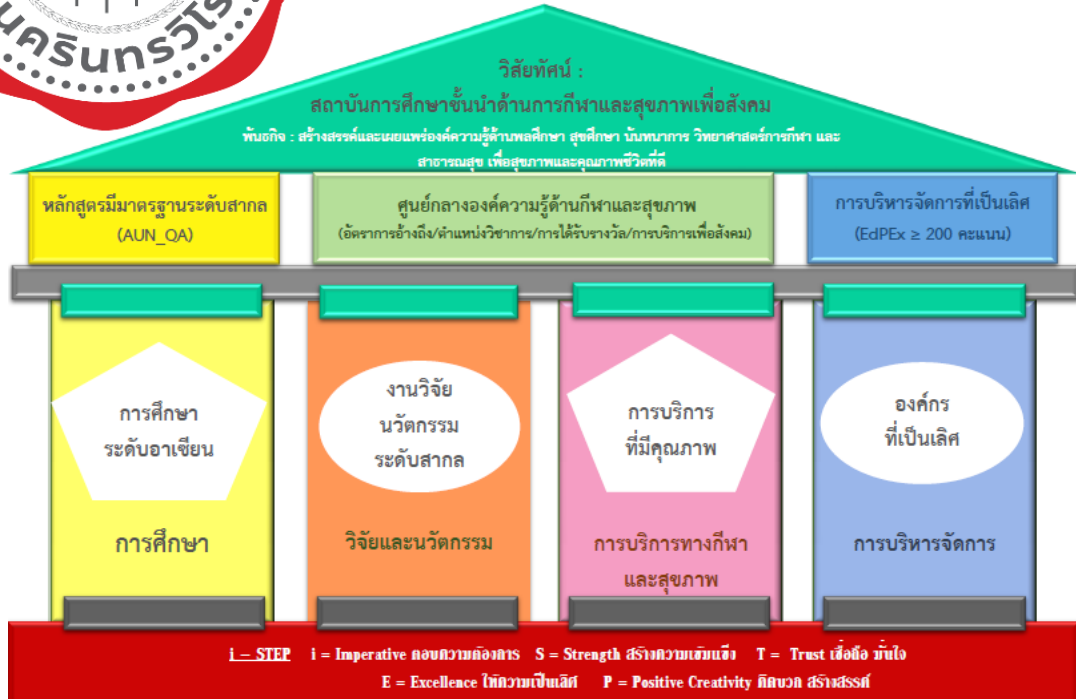 นครินทรวิโร
วิสัยทัศน์ :
สถาบันการศึกษาชั้นนำด้านการกีฬาและสุขภาพเพื่อสังคม
พันธกิจ : สร้างสรรค์และเผยแพร่องค์ความรู้ด้านพลศึกษา สุขศึกษา นันทนาการ วิทยาศาสตร์การกีฬา และ
สาธารณสุข เพื่อสุขภาพและคุณภาพชีวิตที่ดี
หลักสูตรมีมาตรฐานระดับสากล
(AUN_QA)
ศูนย์กลางองค์ความรู้ด้านกีฬาและสุขภาพ
(อัตราการอ้างถึง/ตำแหน่งวิชาการ/การได้รับรางวัล/การบริการเพื่อสังคม)
การบริหารจัดการที่เป็นเลิศ
(EdPEx ≥ 200 คะแนน)
การศึกษา
ระดับอาเซียน
การศึกษา
งานวิจัย
นวัตกรรม
ระดับสากล
วิจัยและนวัตกรรม
การบริการ
ที่มีคุณภาพ
การบริการทางกีฬา
และสุขภาพ
องค์กร
ที่เป็นเลิศ
การบริหารจัดการ
i – STEP i = Imperative ตอบความต้องการ S = Strength สร้างความเข้มแข็ง T = Trust เชื่อถือ มั่นใจ
E = Excellence ให้ความเป็นเลิศ P = Positive Creativity คิดบวก สร้างสรรค์